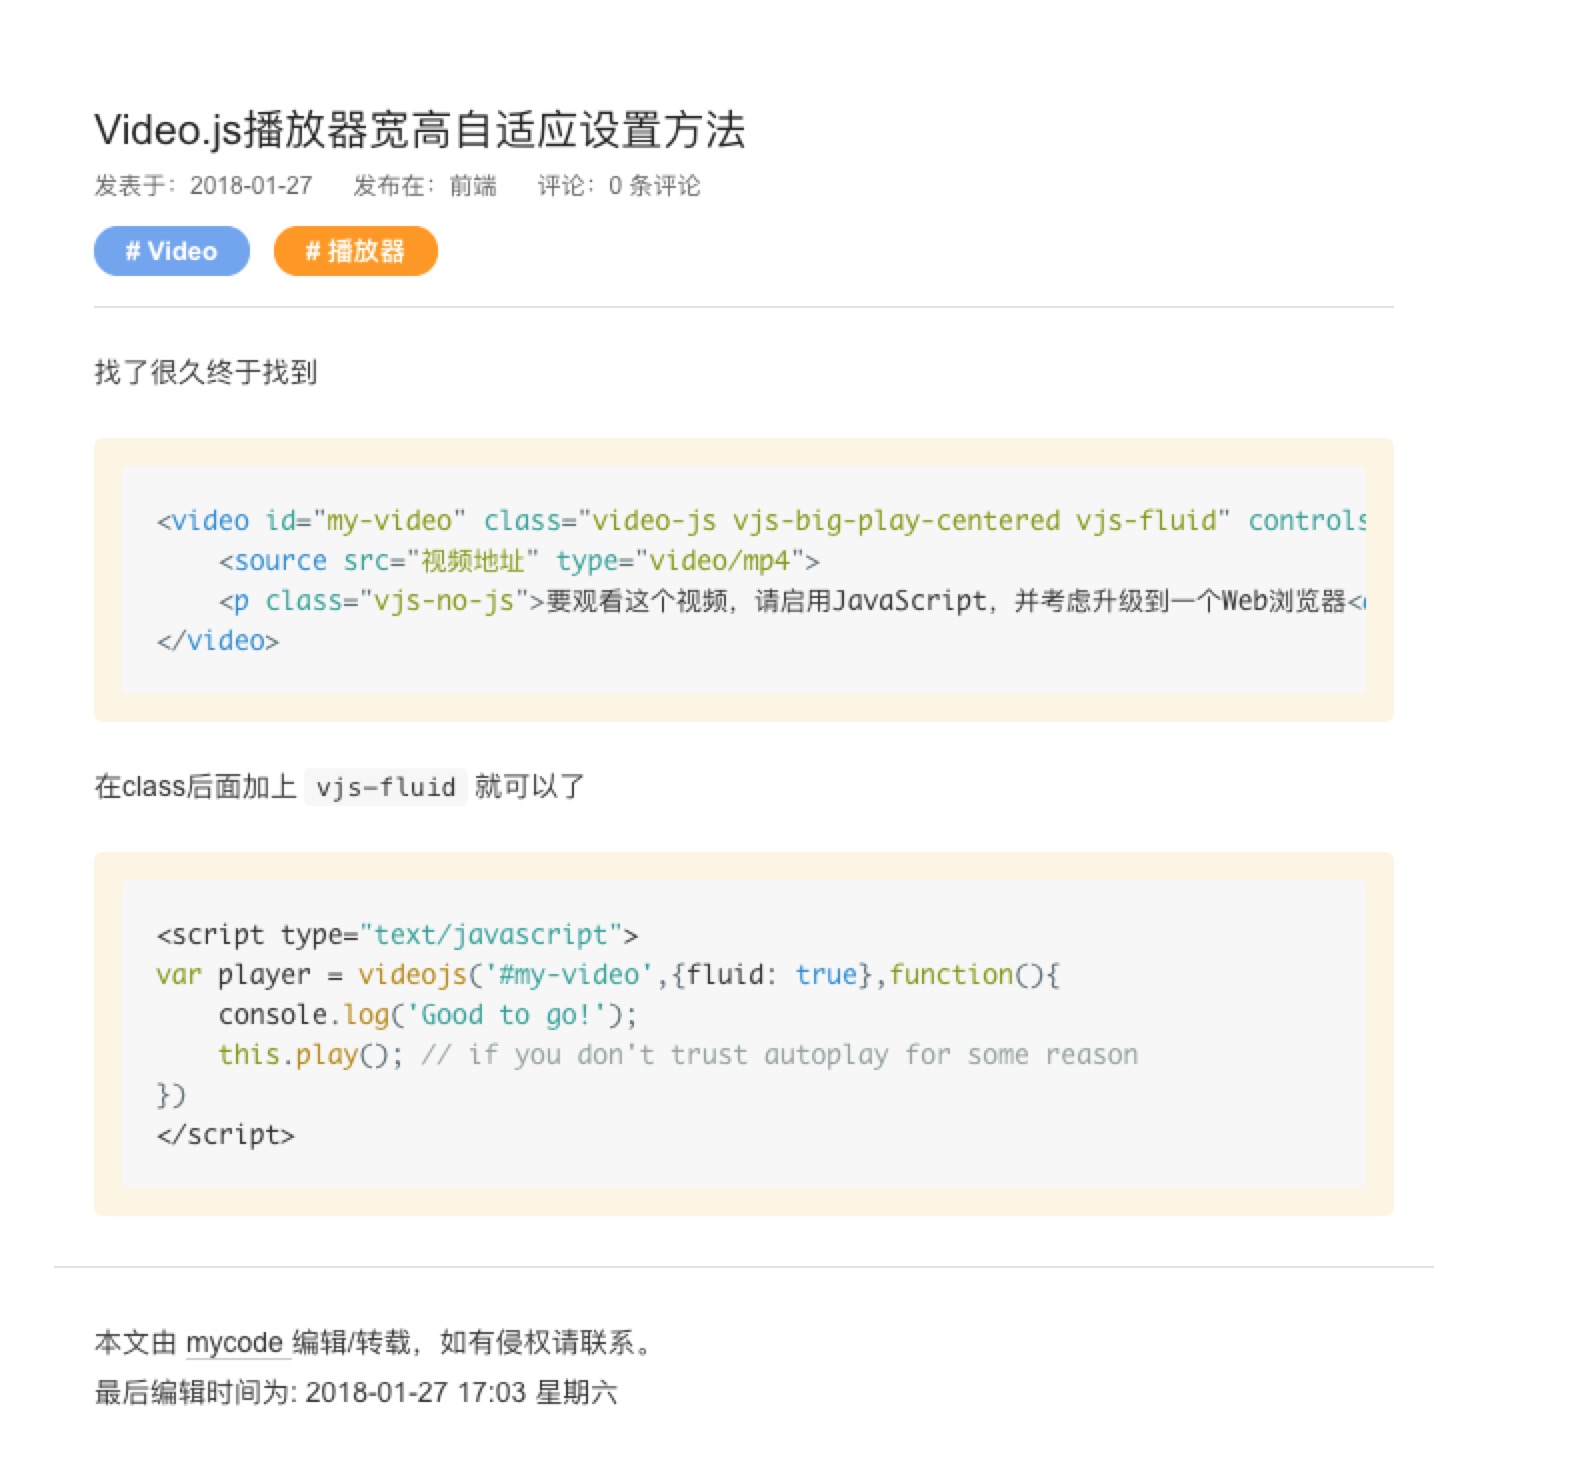 Video.js播放器宽高自适应设置方法
发表于：2018-01-27 发布在：前端 评论：0 条评论
# Video # 播放器
找了很久终于找到
<video id="my-video" class="video-js vjs-big-play-centered vjs-fluid" controls
    <source src="视频地址" type="video/mp4">
    <p class="vjs-no-js">要观看这个视频，请启用JavaScript，并考虑升级到一个Web浏览器<
</video>
在class后面加上 vjs-fluid 就可以了
<script type="text/javascript">
var player = videojs('#my-video',{fluid: true},function(){
    console.log('Good to go!');
    this.play(); // if you don't trust autoplay for some reason
})
</script>
本文由 mycode 编辑/转载，如有侵权请联系。
最后编辑时间为: 2018-01-27 17:03 星期六